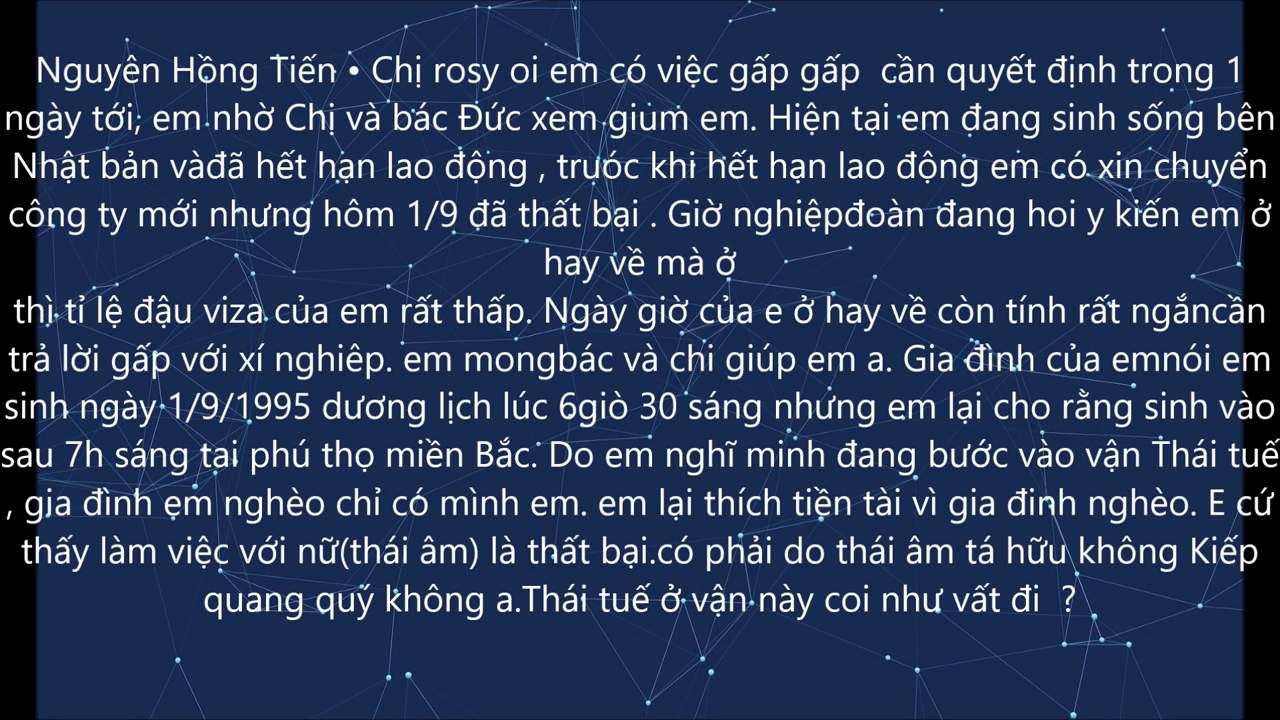 Nguyên Hồng Tiến • Chị rosy oi em có việc gấp gấp cần quyết định trong 1
ngày tới; em nhờ Chị và bác Đức xem gium em. Hiện tại em đang sinh sống bên
Nhật bản vàđã hết hạn lao động , truóc khi hết hạn lao động em có xin chuyển
công ty mới nhưng hôm 1/9 đã thất bại . Giờ nghiệpđoàn đang hoi y kiến em ở
hay về mà ở
thì tỉ lệ đậu viza của em rất thấp. Ngày giờ của e ở hay về còn tính rất ngắncần
trả lời gấp với xí nghiêp. em mongbác và chi giúp em a. Gia đình của emnói em
sinh ngày 1/9/1995 dương lịch lúc 6giò 30 sáng nhưng em lại cho rằng sinh vào
sau 7h sáng tai phú thọ miền Bắc. Do em nghĩ minh đang bước vào vận Thái tuế
, gia đình em nghèo chỉ có mình em. em lại thích tiền tài vì gia đinh nghèo. E cứ
thấy làm việc với nữ(thái âm) là thất bại.có phải do thái âm tá hữu không Kiếp
quang quý không a.Thái tuế ở vận này coi như vất đi ?